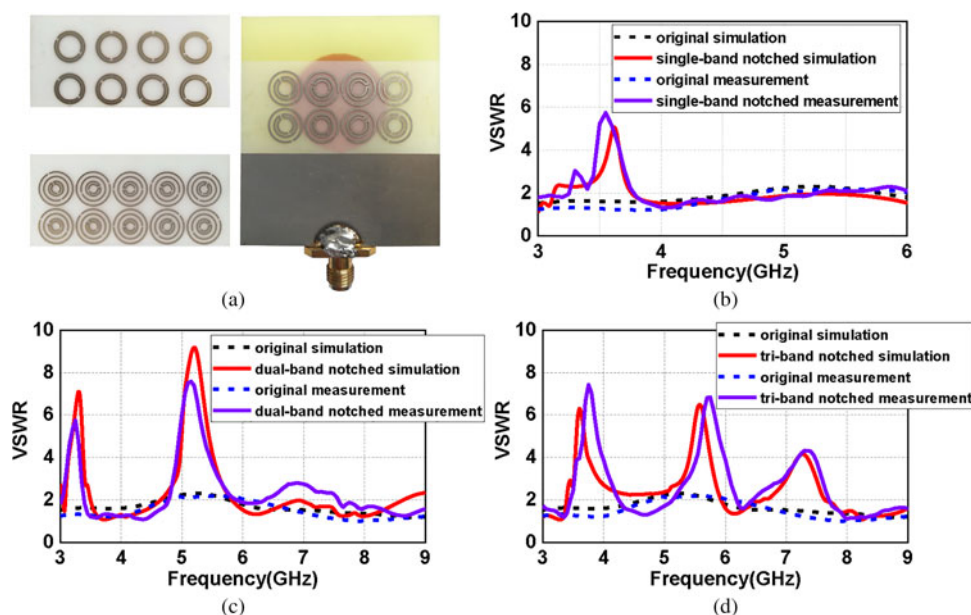 (a)
10
8
6
4
2
0
VSWR
original simulation
single-band notched simulation
original measurement
single-band notched measurement
3
4
5
6
Frequency(GHz)
(b)
10
8
6
4
2
0
VSWR
original simulation
dual-band notched simulation
original measurement
dual-band notched measurement
3
4
5
6
7
8
9
Frequency(GHz)
(c)
10
8
6
4
2
0
VSWR
original simulation
tri-band notched simulation
original measurement
tri-band notched measurement
3
4
5
6
7
8
9
Frequency(GHz)
(d)